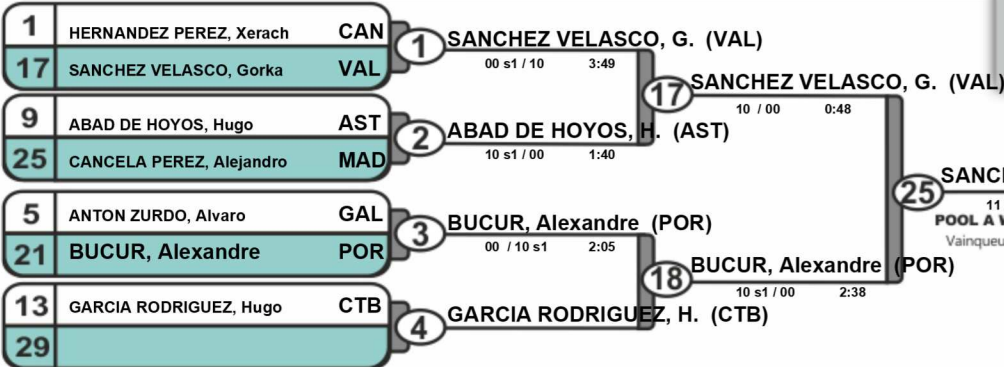 1 HERNANDEZ PEREZ, Xerach CAN
17 SANCHEZ VELASCO, Gorka VAL
1 SANCHEZ VELASCO, G. (VAL)
00 s1 / 10 3:49
9 ABAD DE HOYOS, Hugo AST
25 CANCELA PEREZ, Alejandro MAD
2 ABAD DE HOYOS, H. (AST)
10 s1 / 00 1:40
17 SANCHEZ VELASCO, G. (VAL)
10 / 00 0:48
5 ANTON ZURDO, Alvaro GAL
21 BUCUR, Alexandre POR
3 BUCUR, Alexandre (POR)
00 / 10 s1 2:05
13 GARCIA RODRIGUEZ, Hugo CTB
29
4 GARCIA RODRIGUEZ, H. (CTB)
18 BUCUR, Alexandre (POR)
10 s1 / 00 2:38
25
11
POOL A